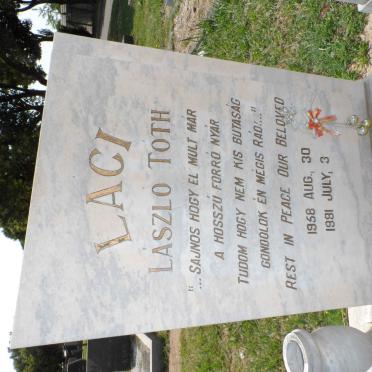 LACI
LASZLO TOTH
"...SAJNOS HOGY EL MULT MÁR
A HOSSZÚ FORRÓ NYÁR
TUDOM HOGY NEM KIS BUTASÁG
GONDOLOK ÉN MÉGIS RÁD!..."
REST IN PEACE OUR BELOVED
1958 AUG., 30
1981 JULY, 3